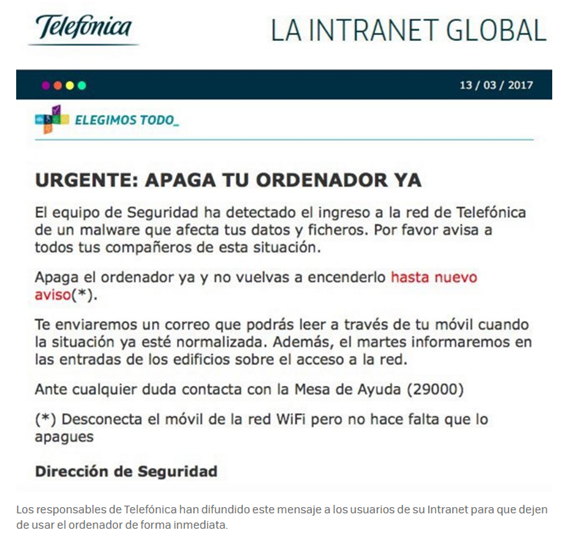 Telefónica
LA INTRANET GLOBAL
13 / 03 / 2017
ELEGIMOS TODO_
URGENTE: APAGA TU ORDENADOR YA
El equipo de Seguridad ha detectado el ingreso a la red de Telefónica
de un malware que afecta tus datos y ficheros. Por favor avisa a
todos tus compañeros de esta situación.
Apaga el ordenador ya y no vuelvas a encenderlo hasta nuevo
aviso(*).
Te enviaremos un correo que podrás leer a través de tu móvil cuando
la situación ya esté normalizada. Además, el martes informaremos en
las entradas de los edificios sobre el acceso a la red.
Ante cualquier duda contacta con la Mesa de Ayuda (29000)
(*) Desconecta el móvil de la red WiFi pero no hace falta que lo
apagues
Dirección de Seguridad
Los responsables de Telefónica han difundido este mensaje a los usuarios de su Intranet para que dejen
de usar el ordenador de forma inmediata.